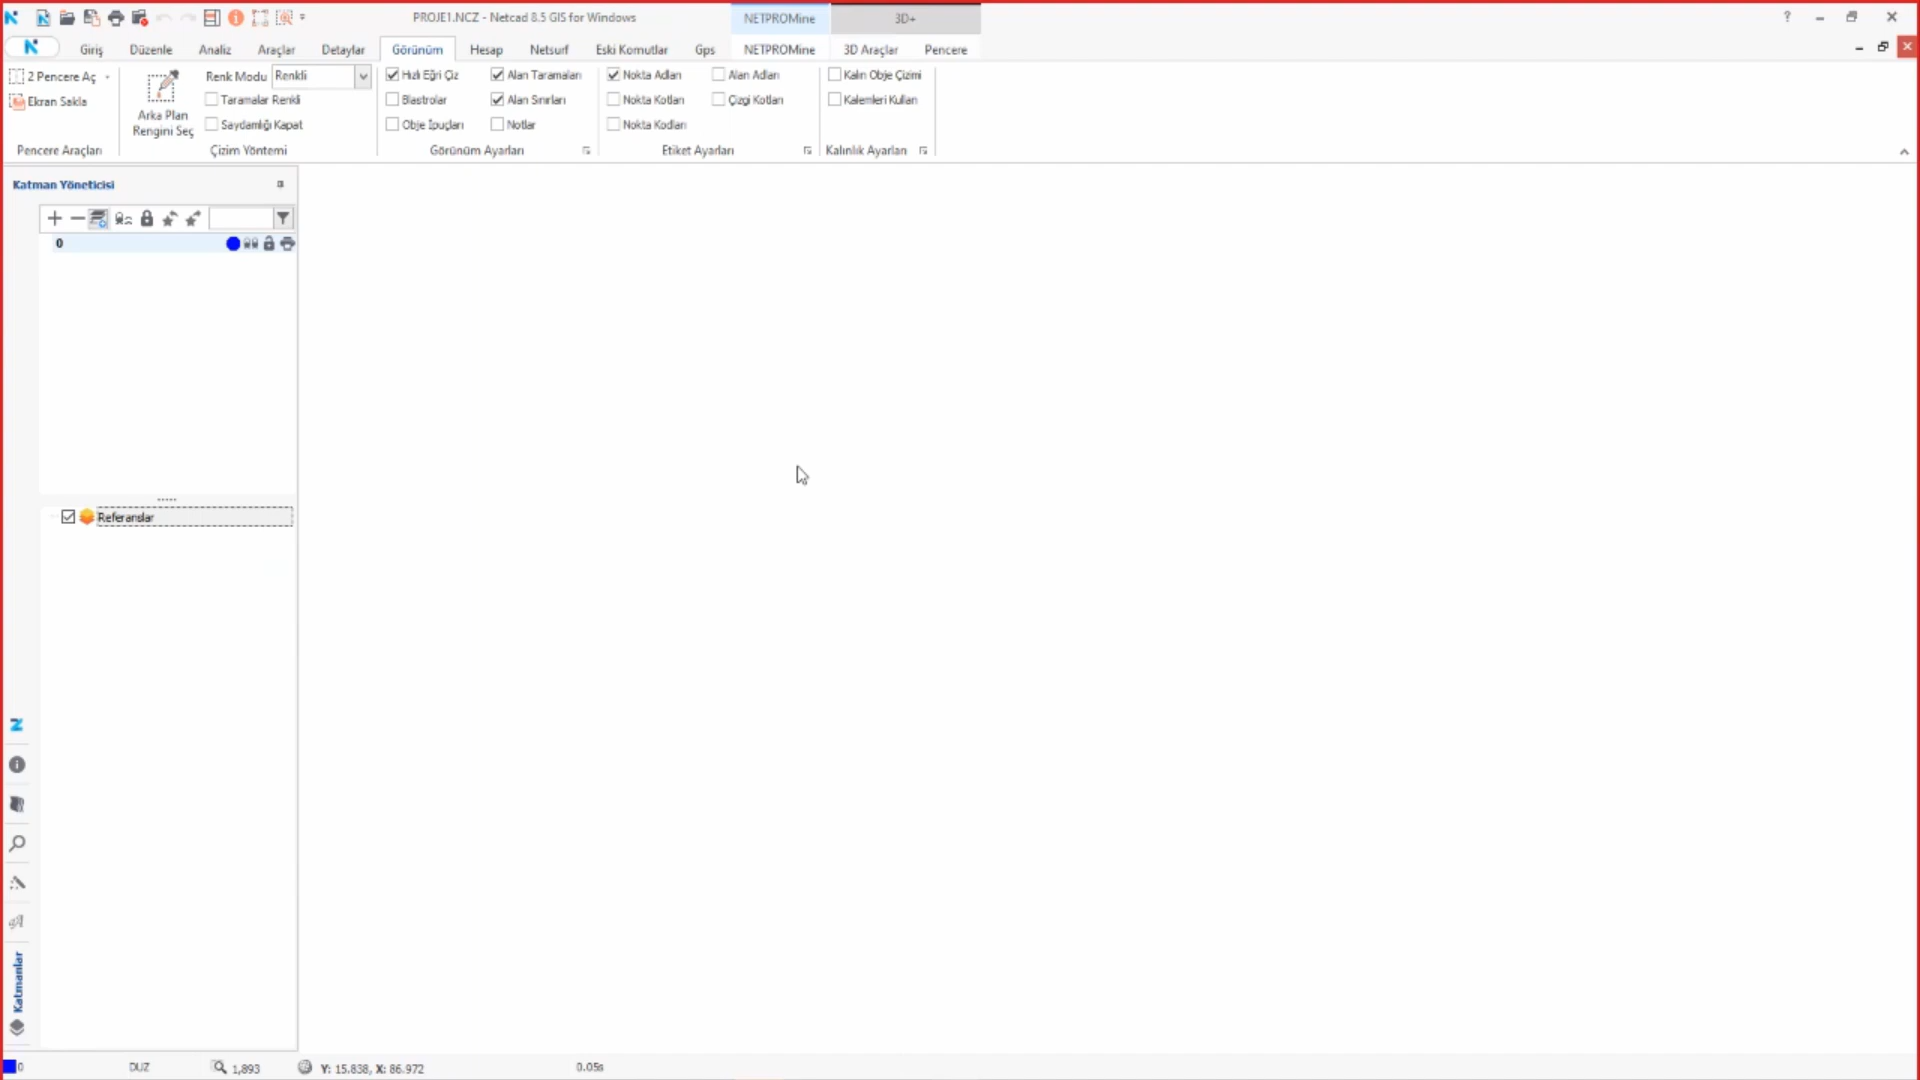 PROJE1.NCZ - Netcad 8.5 GIS for Windows
NETPROMine
3D+
Giriş
Düzenle
Analiz
Araçlar
Detaylar
Görünüm
Hesap
Netsurf
Eski Komutlar
Gps
NETPROMine
3D Araçlar
Pencere
2 Pencere Aç
Ekran Sakla
Pencere Araçları
Arka Plan
Rengini Seç
Renk Modu
Renkli
Taramalar Renkli
Saydamlığı Kapat
Çizim Yöntemi
Hızlı Eğri Çiz
Blastrolar
Obje İpuçları
Alan Taramaları
Alan Sınırları
Notlar
Görünüm Ayarları
Nokta Adları
Nokta Kotları
Nokta Kodları
Alan Adları
Çizgi Kotları
Etiket Ayarları
Kalın Obje Çizimi
Kalemleri Kullan
Kalınlık Ayarları
Katman Yöneticisi
0
Referanslar
Katmanlar
0
DUZ
1,893
Y: 15.838, X: 86.972
0.05s